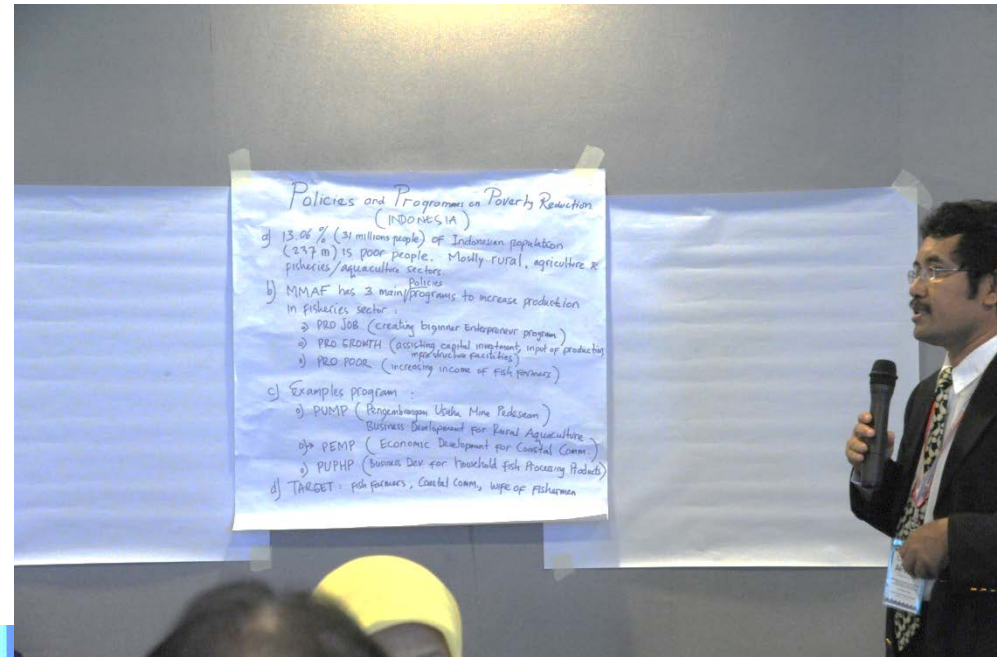 Policies and Programmes on Poverty Reduction
(INDONESIA)
a) 13.06 % (31 millions people) of Indonesian population
(237 m) is poor people. Mostly rural, agriculture &
fisheries/aquaculture sectors.
Policies
b) MMAF has 3 main/programs to increase production
in fisheries sector :
PRO JOB (creating biginner Enterpreneur program)
PRO GROWTH (assisting capital investment, input of production
infrastructure facilities)
PRO POOR (increasing income of fish farmers)
c) Examples program :
PUMP (Pengembangan Usaha Mina Pedesaan)
Business Development for Rural Aquaculture
PEMP (Economic Development for Coastal Comm.)
PUPHP (Business Dev for household Fish Processing Products)
d) TARGET : fish farmers, Coastal Comm, wife of fishermen